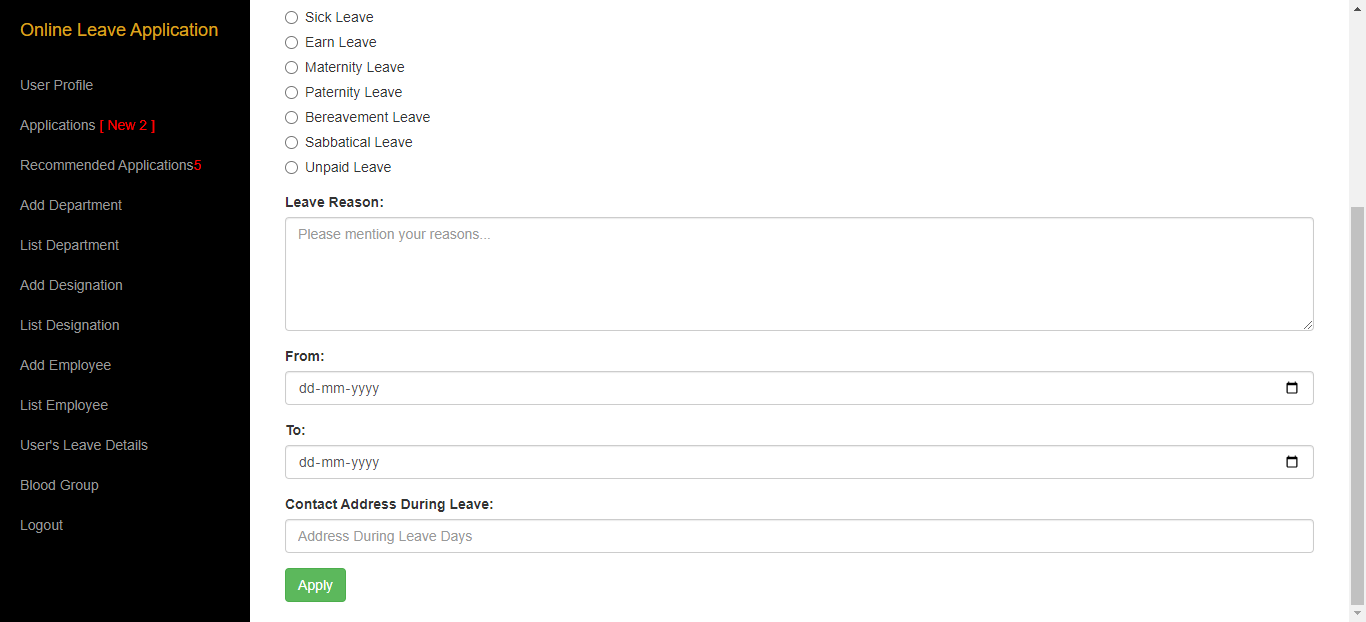 Online Leave Application
User Profile
Applications [ New 2 ]
Recommended Applications5
Add Department
List Department
Add Designation
List Designation
Add Employee
List Employee
User's Leave Details
Blood Group
Logout
Sick Leave
Earn Leave
Maternity Leave
Paternity Leave
Bereavement Leave
Sabbatical Leave
Unpaid Leave
Leave Reason:
Please mention your reasons...
From:
dd-mm-yyyy
To:
dd-mm-yyyy
Contact Address During Leave:
Address During Leave Days
Apply